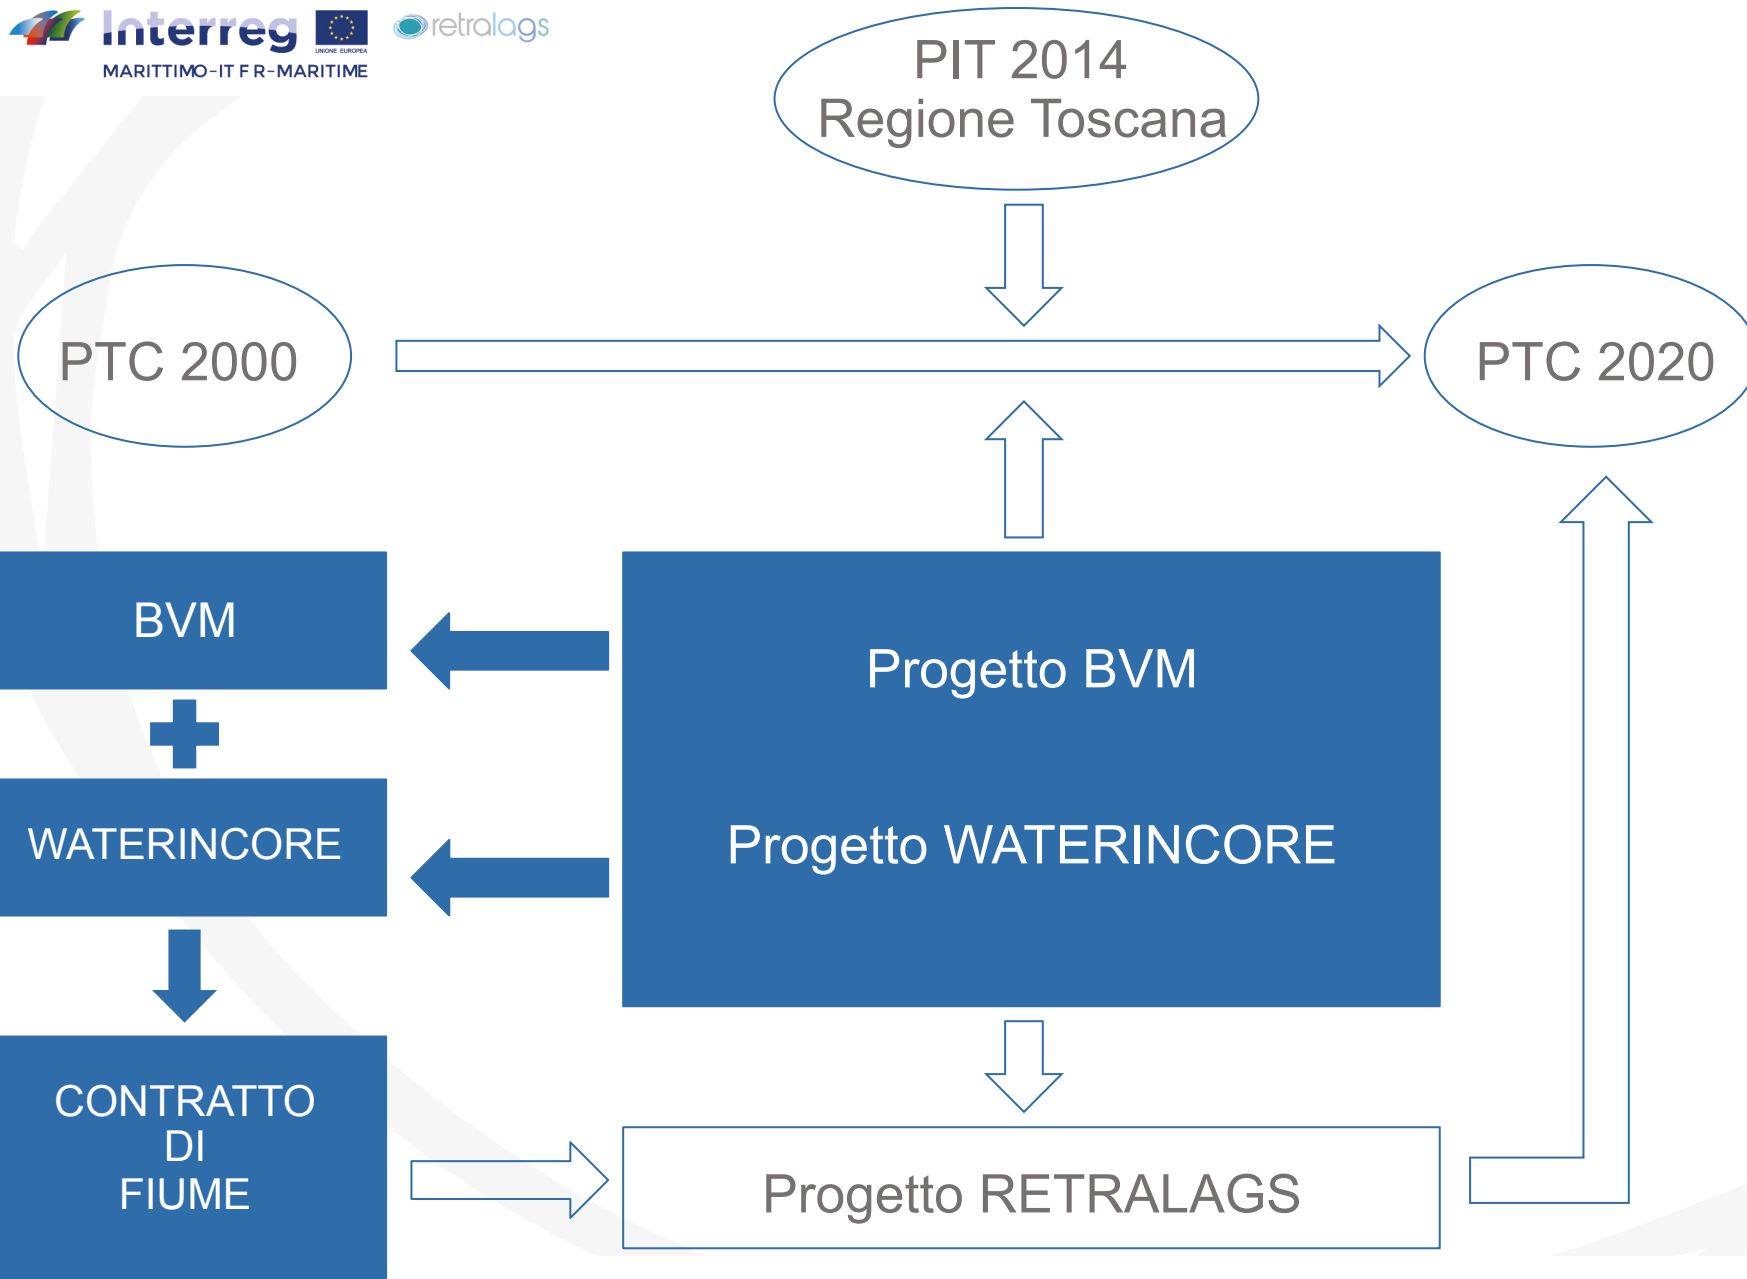 Interreg
UNIONE EUROPEA
retralags
MARITTIMO-IT FR-MARITIME
PIT 2014
Regione Toscana
PTC 2000
PTC 2020
BVM
Progetto BVM
WATERINCORE
Progetto WATERINCORE
CONTRATTO
DI
FIUME
Progetto RETRALAGS